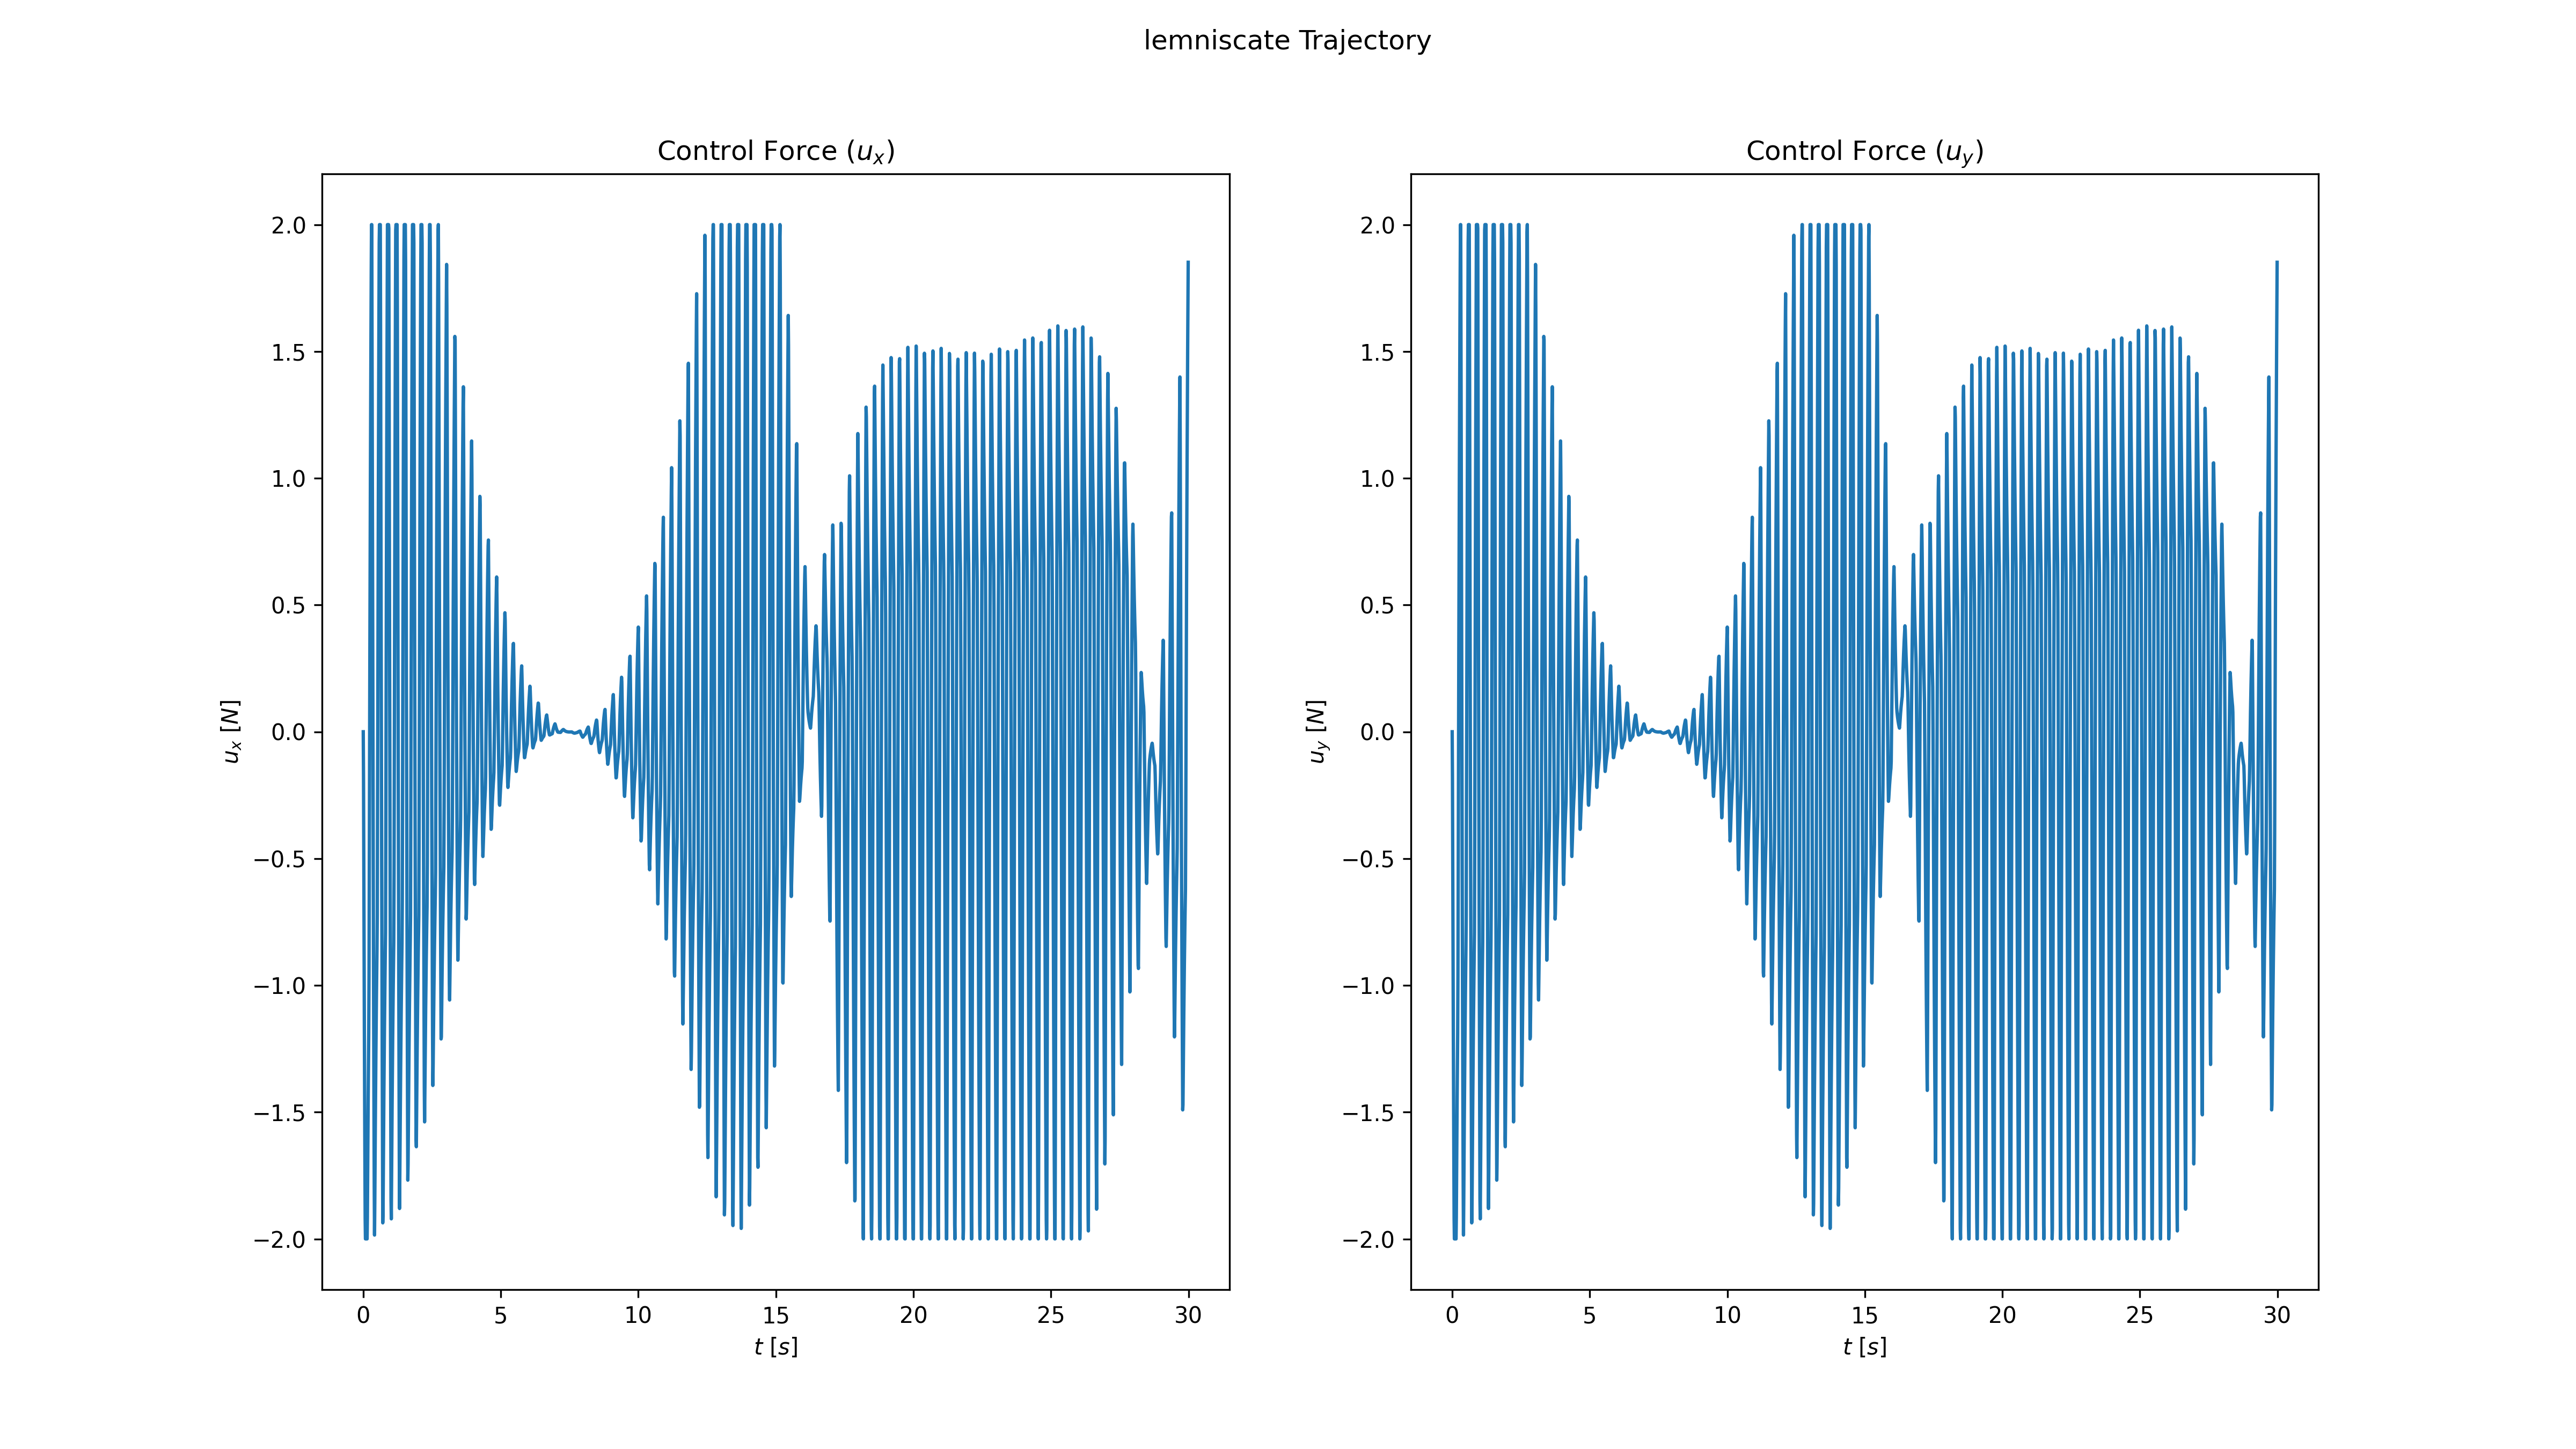 lemniscate Trajectory
Control Force (u_x)
2.0
1.5
1.0
0.5
0.0
−0.5
−1.0
−1.5
−2.0
u_x [N]
0 5 10 15 20 25 30
t [s]
Control Force (u_y)
2.0
1.5
1.0
0.5
0.0
−0.5
−1.0
−1.5
−2.0
u_y [N]
0 5 10 15 20 25 30
t [s]